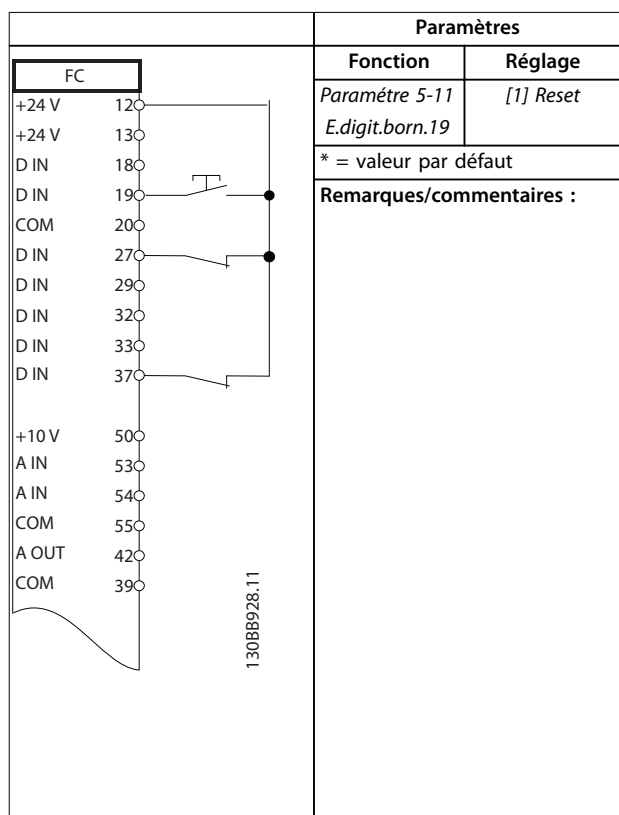 Paramètres
Fonction Réglage
Paramétre 5-11 [1] Reset
E.digit.born.19
* = valeur par défaut
Remarques/commentaires :
FC
+24 V 12
+24 V 13
D IN 18
D IN 19
COM 20
D IN 27
D IN 29
D IN 32
D IN 33
D IN 37
+10 V 50
A IN 53
A IN 54
COM 55
A OUT 42
COM 39
130BB928.11